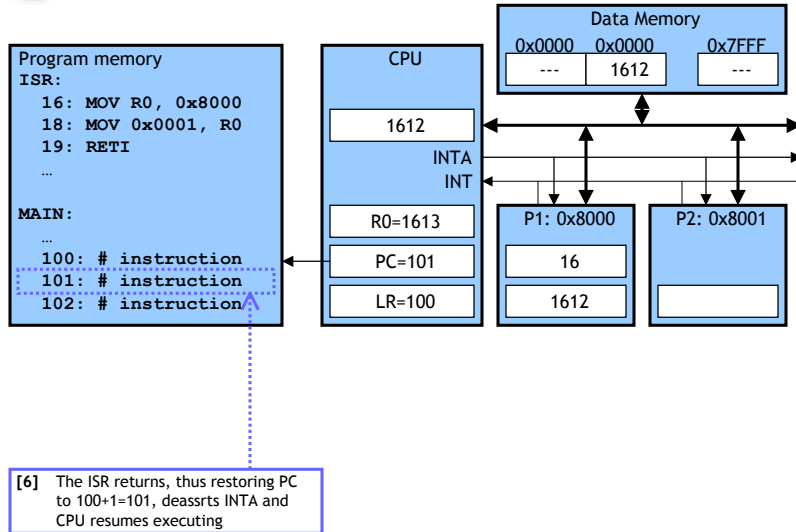 Data Memory
0x0000 0x0000 0x7FFF
--- 1612 ---
Program memory
ISR:
16: MOV R0, 0x8000
18: MOV 0x0001, R0
19: RETI
…
MAIN:
…
100: # instruction
101: # instruction
102: # instruction
CPU
1612
INTA
INT
R0=1613
PC=101
LR=100
P1: 0x8000
16
1612
P2: 0x8001
[6] The ISR returns, thus restoring PC
to 100+1=101, deassrts INTA and
CPU resumes executing